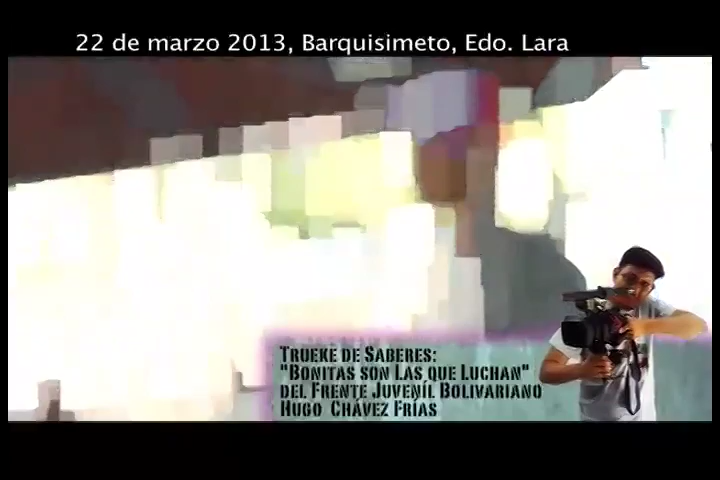 22 de marzo 2013, Barquisimeto, Edo. Lara
Trueke de Saberes:
"Bonitas son Las que Luchan"
del Frente Juveníl Bolivariano
Hugo Chávez Frías